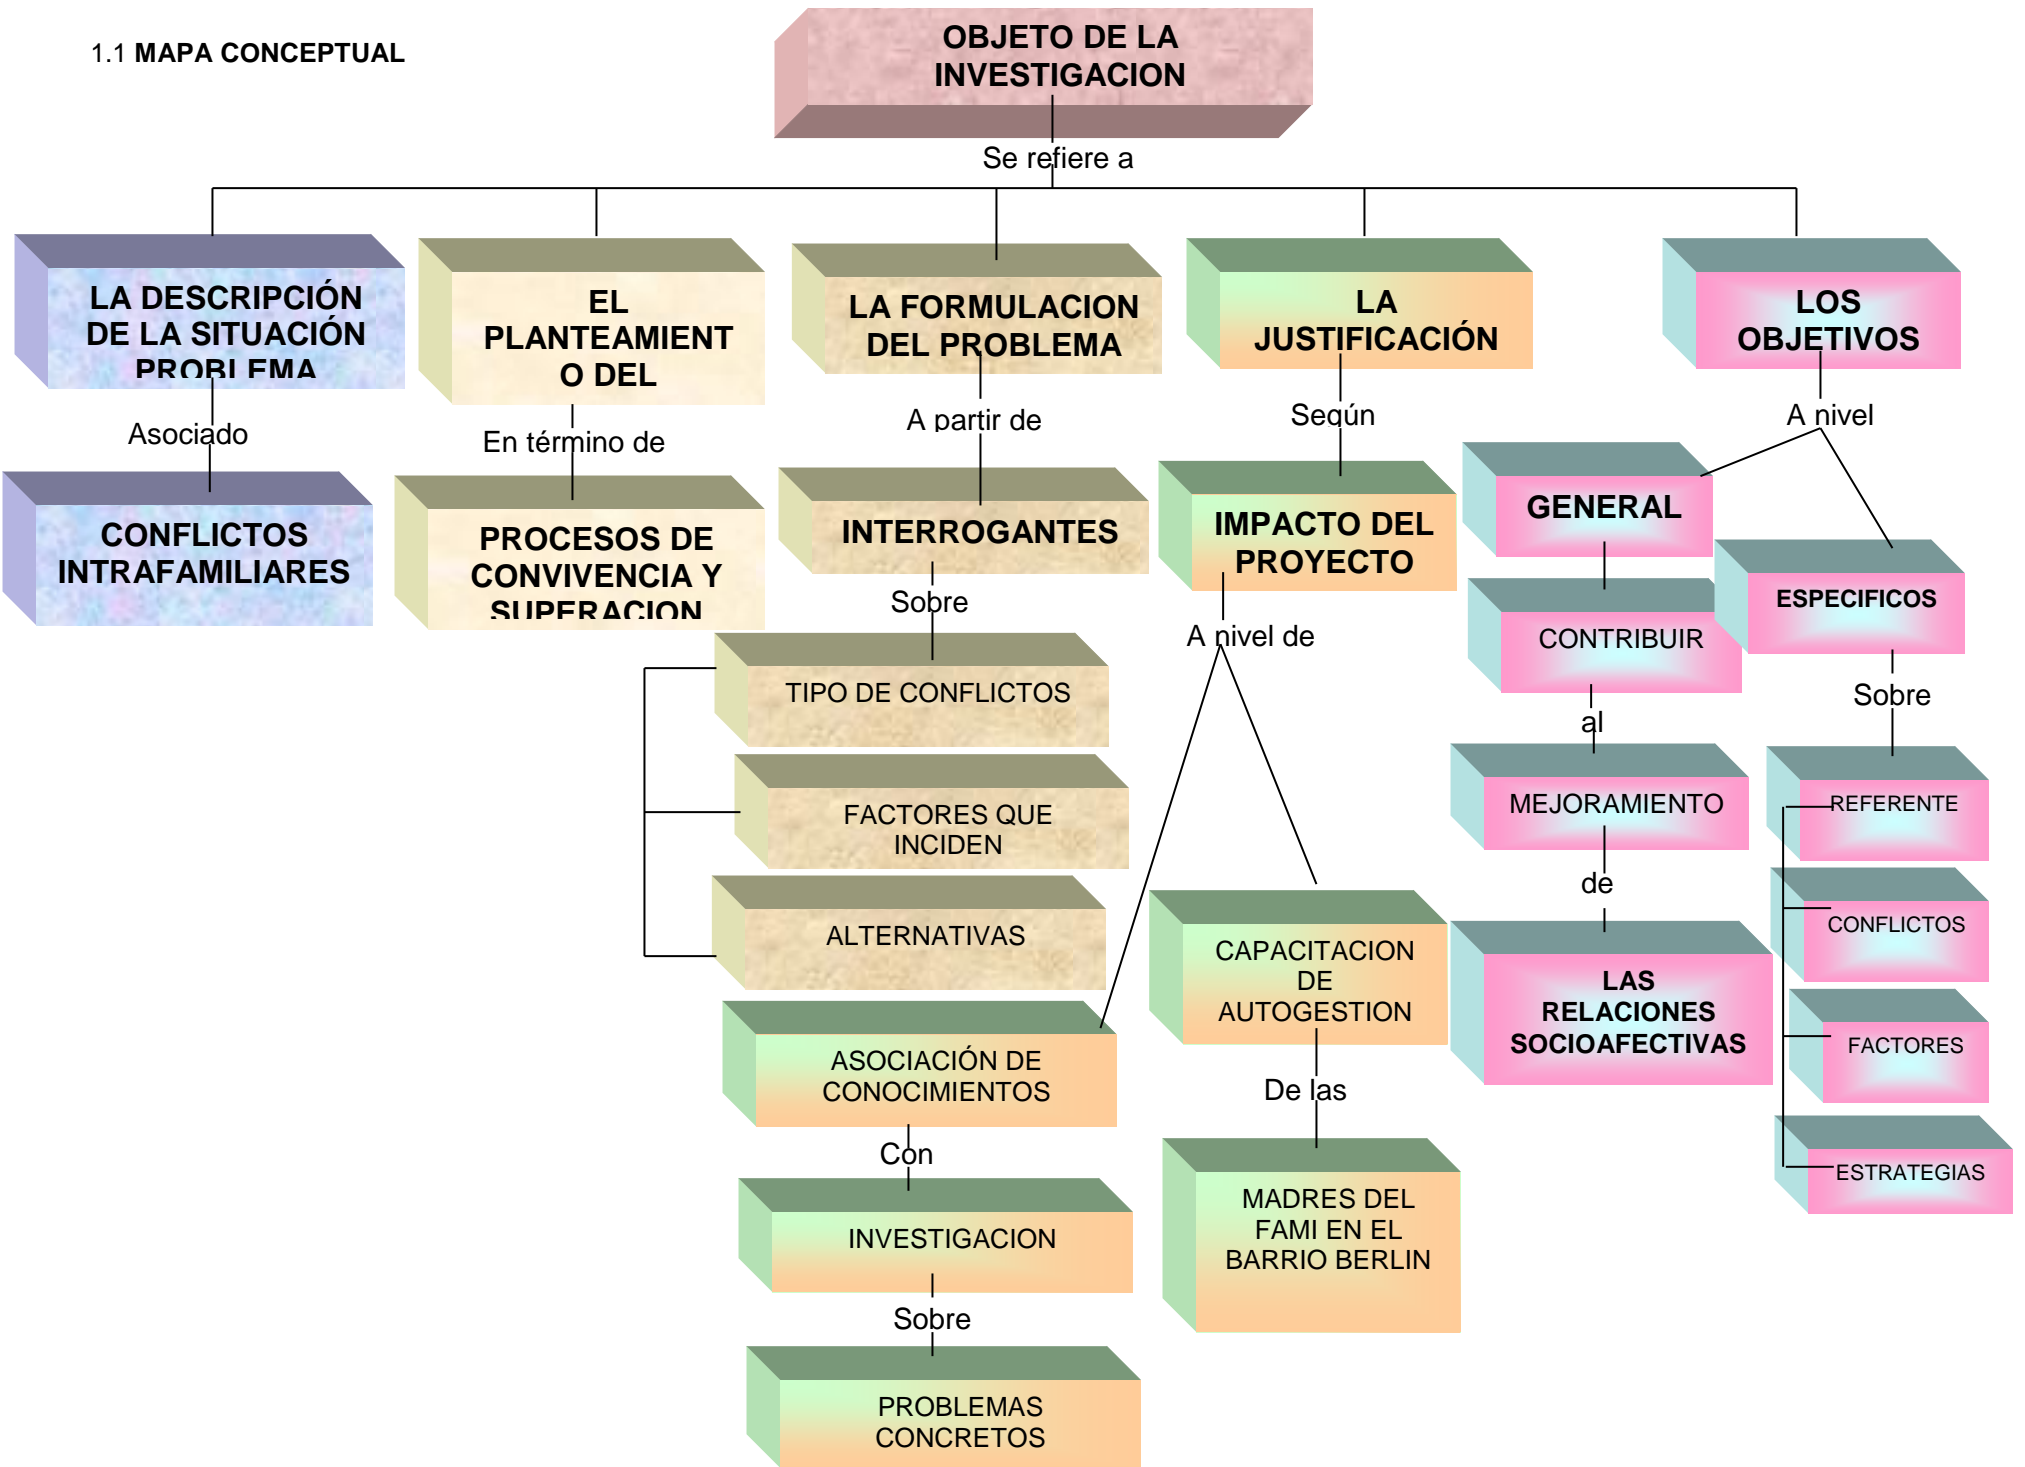 1.1 MAPA CONCEPTUAL
OBJETO DE LA
INVESTIGACION
Se refiere a
LA DESCRIPCIÓN
DE LA SITUACIÓN
PROBLEMA
Asociado
CONFLICTOS
INTRAFAMILIARES
EL
PLANTEAMIENT
O DEL
En término de
PROCESOS DE
CONVIVENCIA Y
SUPERACION
LA FORMULACION
DEL PROBLEMA
A partir de
INTERROGANTES
Sobre
TIPO DE CONFLICTOS
FACTORES QUE
INCIDEN
ALTERNATIVAS
LA
JUSTIFICACIÓN
Según
IMPACTO DEL
PROYECTO
A nivel de
ASOCIACIÓN DE
CONOCIMIENTOS
Con
INVESTIGACION
Sobre
PROBLEMAS
CONCRETOS
CAPACITACION
DE
AUTOGESTION
De las
MADRES DEL
FAMI EN EL
BARRIO BERLIN
LOS
OBJETIVOS
A nivel
GENERAL
CONTRIBUIR
al
MEJORAMIENTO
de
LAS
RELACIONES
SOCIOAFECTIVAS
ESPECIFICOS
Sobre
REFERENTE
CONFLICTOS
FACTORES
ESTRATEGIAS